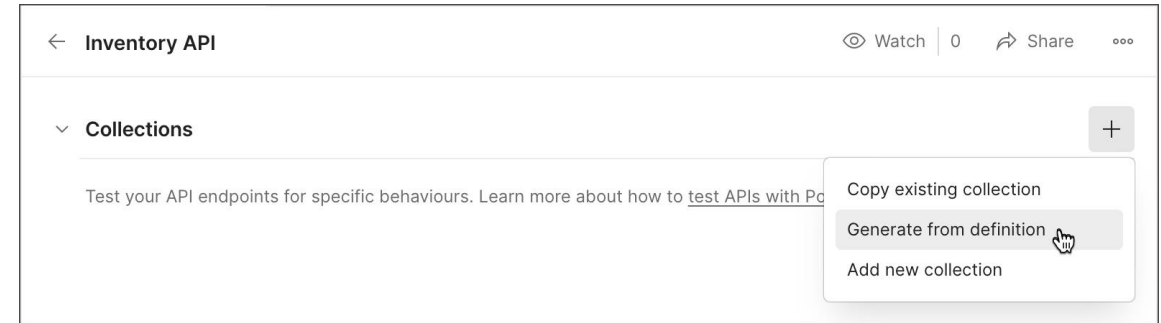 Inventory API
Watch 0 Share
Collections
Test your API endpoints for specific behaviours. Learn more about how to test APIs with Po
Copy existing collection
Generate from definition
Add new collection